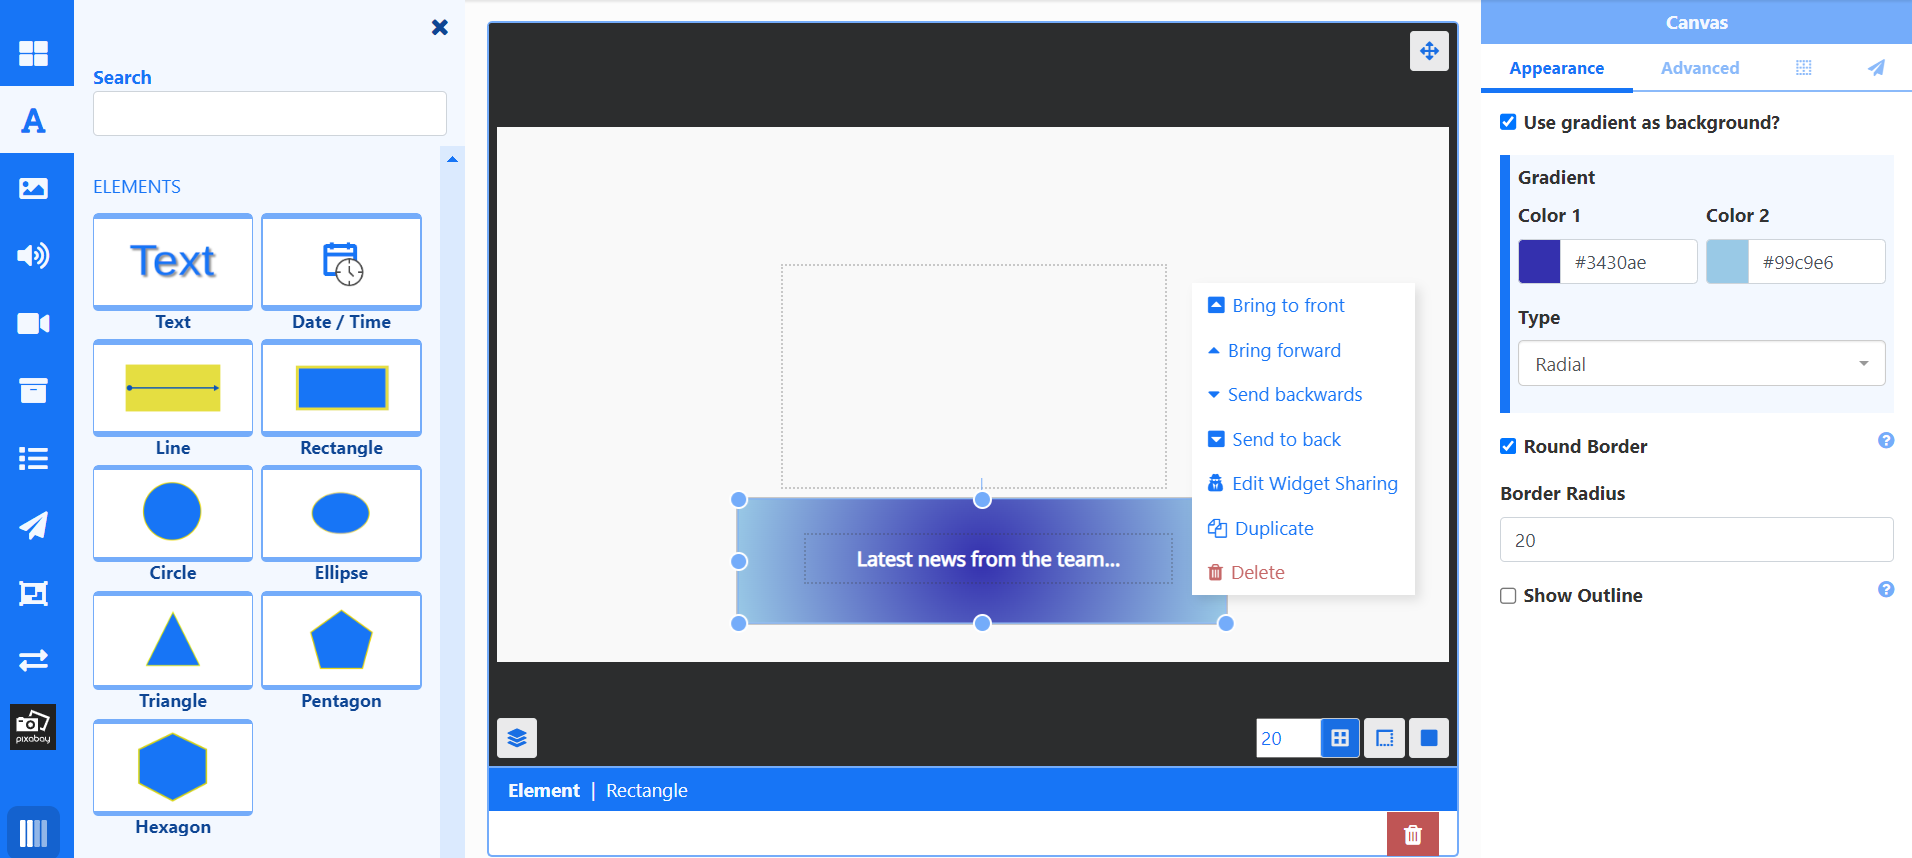 Search
ELEMENTS
Text
Text
Date / Time
Line
Rectangle
Circle
Ellipse
Triangle
Pentagon
Hexagon
pixabay
Latest news from the team...
Bring to front
Bring forward
Send backwards
Send to back
Edit Widget Sharing
Duplicate
Delete
20
Element | Rectangle
Canvas
Appearance
Advanced
Use gradient as background?
Gradient
Color 1
Color 2
#3430ae
#99c9e6
Type
Radial
Round Border
Border Radius
20
Show Outline